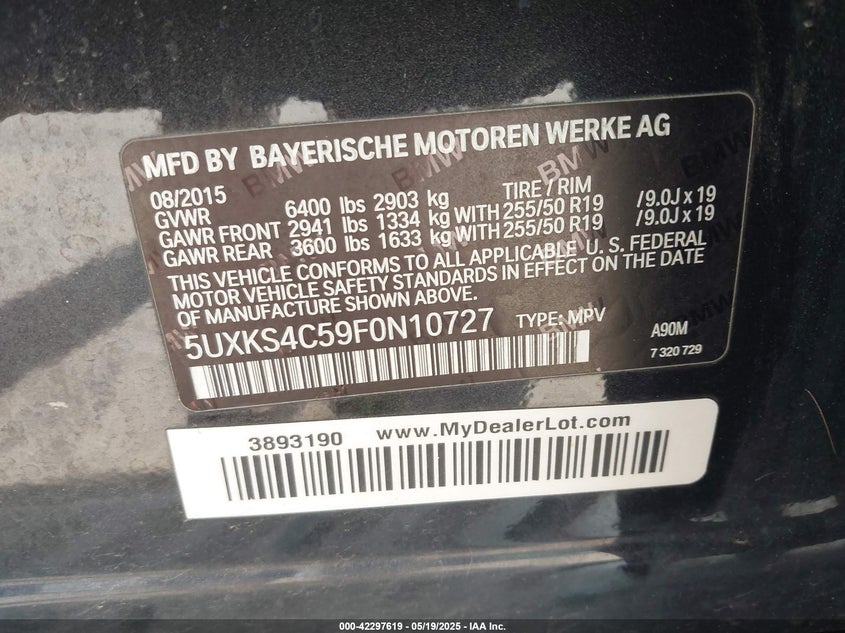 MFD BY BAYERISCHE MOTOREN WERKE AG
08/2015 TIRE / RIM
GVWR 6400 lbs 2903 kg
GAWR FRONT 2941 lbs 1334 kg WITH 255/50 R19 /9.0J x 19
GAWR REAR 3600 lbs 1633 kg WITH 255/50 R19 /9.0J x 19
THIS VEHICLE CONFORMS TO ALL APPLICABLE U. S. FEDERAL
MOTOR VEHICLE SAFETY STANDARDS IN EFFECT ON THE DATE
OF MANUFACTURE SHOWN ABOVE.
5UXKS4C59F0N10727 TYPE: MPV A90M
7 320 729
3893190 www.MyDealerLot.com
000-42297619 - 05/19/2025 - IAA Inc.